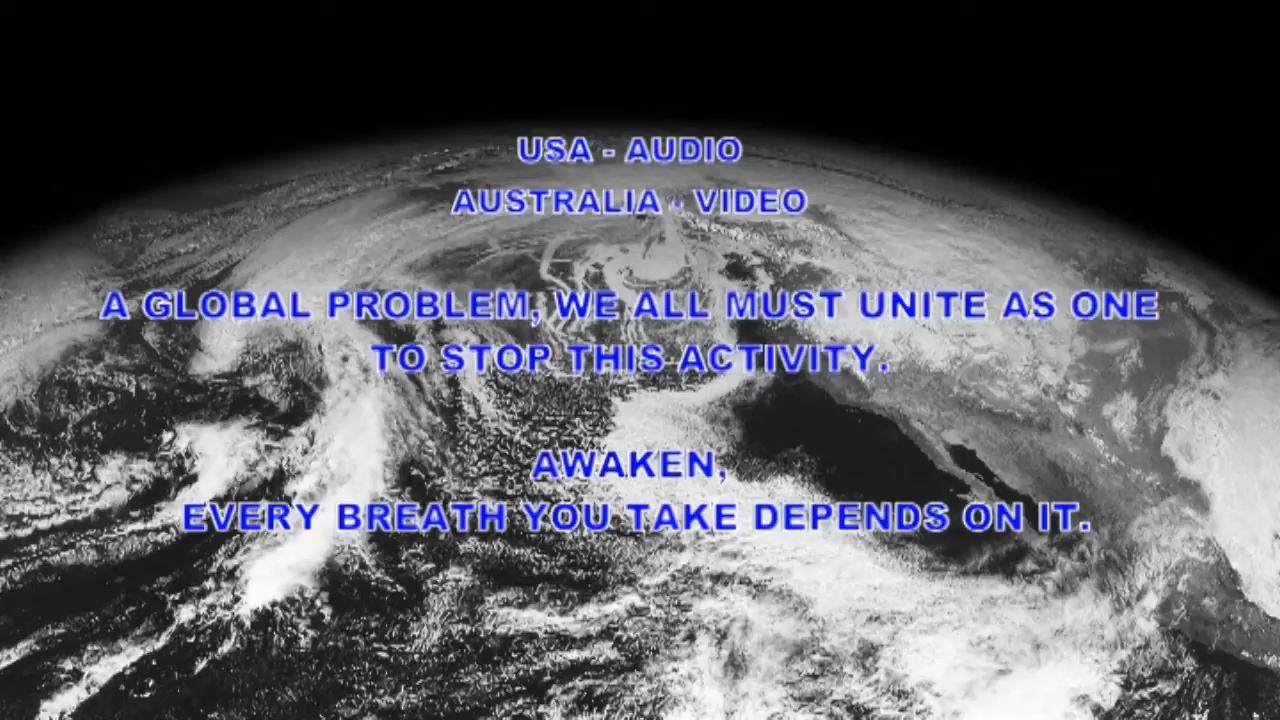 USA - AUDIO
AUSTRALIA - VIDEO
A GLOBAL PROBLEM, WE ALL MUST UNITE AS ONE
TO STOP THIS ACTIVITY.
AWAKEN,
EVERY BREATH YOU TAKE DEPENDS ON IT.